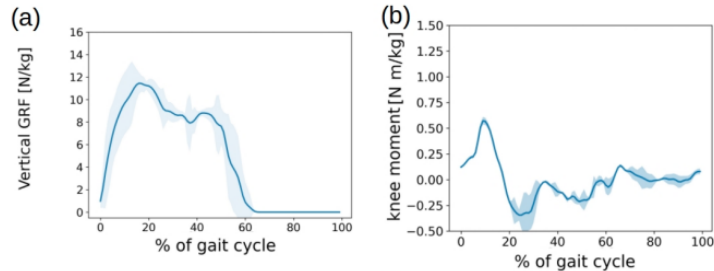 (a)
Vertical GRF [N/kg]
16
14
12
10
8
6
4
2
0
0 20 40 60 80 100
% of gait cycle
(b)
knee moment[N m/kg]
1.50
1.25
1.00
0.75
0.50
0.25
0.00
−0.25
−0.50
0 20 40 60 80 100
% of gait cycle